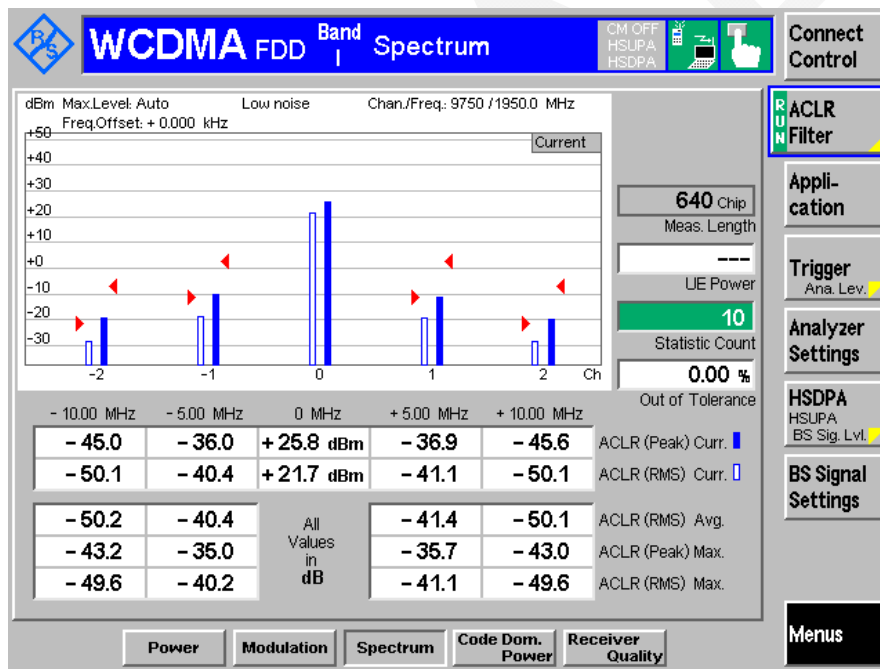 R&S
WCDMA FDD Band I Spectrum
CM OFF
HSUPA
HSDPA
Connect Control
dBm Max.Level: Auto Low noise Chan./Freq.: 9750 / 1950.0 MHz
Freq.Offset: + 0.000 kHz
Current
+50
+40
+30
+20
+10
+0
-10
-20
-30
-2 -1 0 1 2 Ch
640 Chip
Meas. Length
---
UE Power
10
Statistic Count
0.00 %
Out of Tolerance
- 10.00 MHz - 5.00 MHz 0 MHz + 5.00 MHz + 10.00 MHz
- 45.0 - 36.0 + 25.8 dBm - 36.9 - 45.6 ACLR (Peak) Curr.
- 50.1 - 40.4 + 21.7 dBm - 41.1 - 50.1 ACLR (RMS) Curr.
- 50.2 - 40.4 - 41.4 - 50.1 ACLR (RMS) Avg.
- 43.2 - 35.0 - 35.7 - 43.0 ACLR (Peak) Max.
- 49.6 - 40.2 - 41.1 - 49.6 ACLR (RMS) Max.
All
Values
in
dB
RUN
ACLR
Filter
Appli-
cation
Trigger
Ana. Lev.
Analyzer
Settings
HSDPA
HSUPA
BS Sig. Lvl.
BS Signal
Settings
Menus
Power
Modulation
Spectrum
Code Dom.
Power
Receiver
Quality